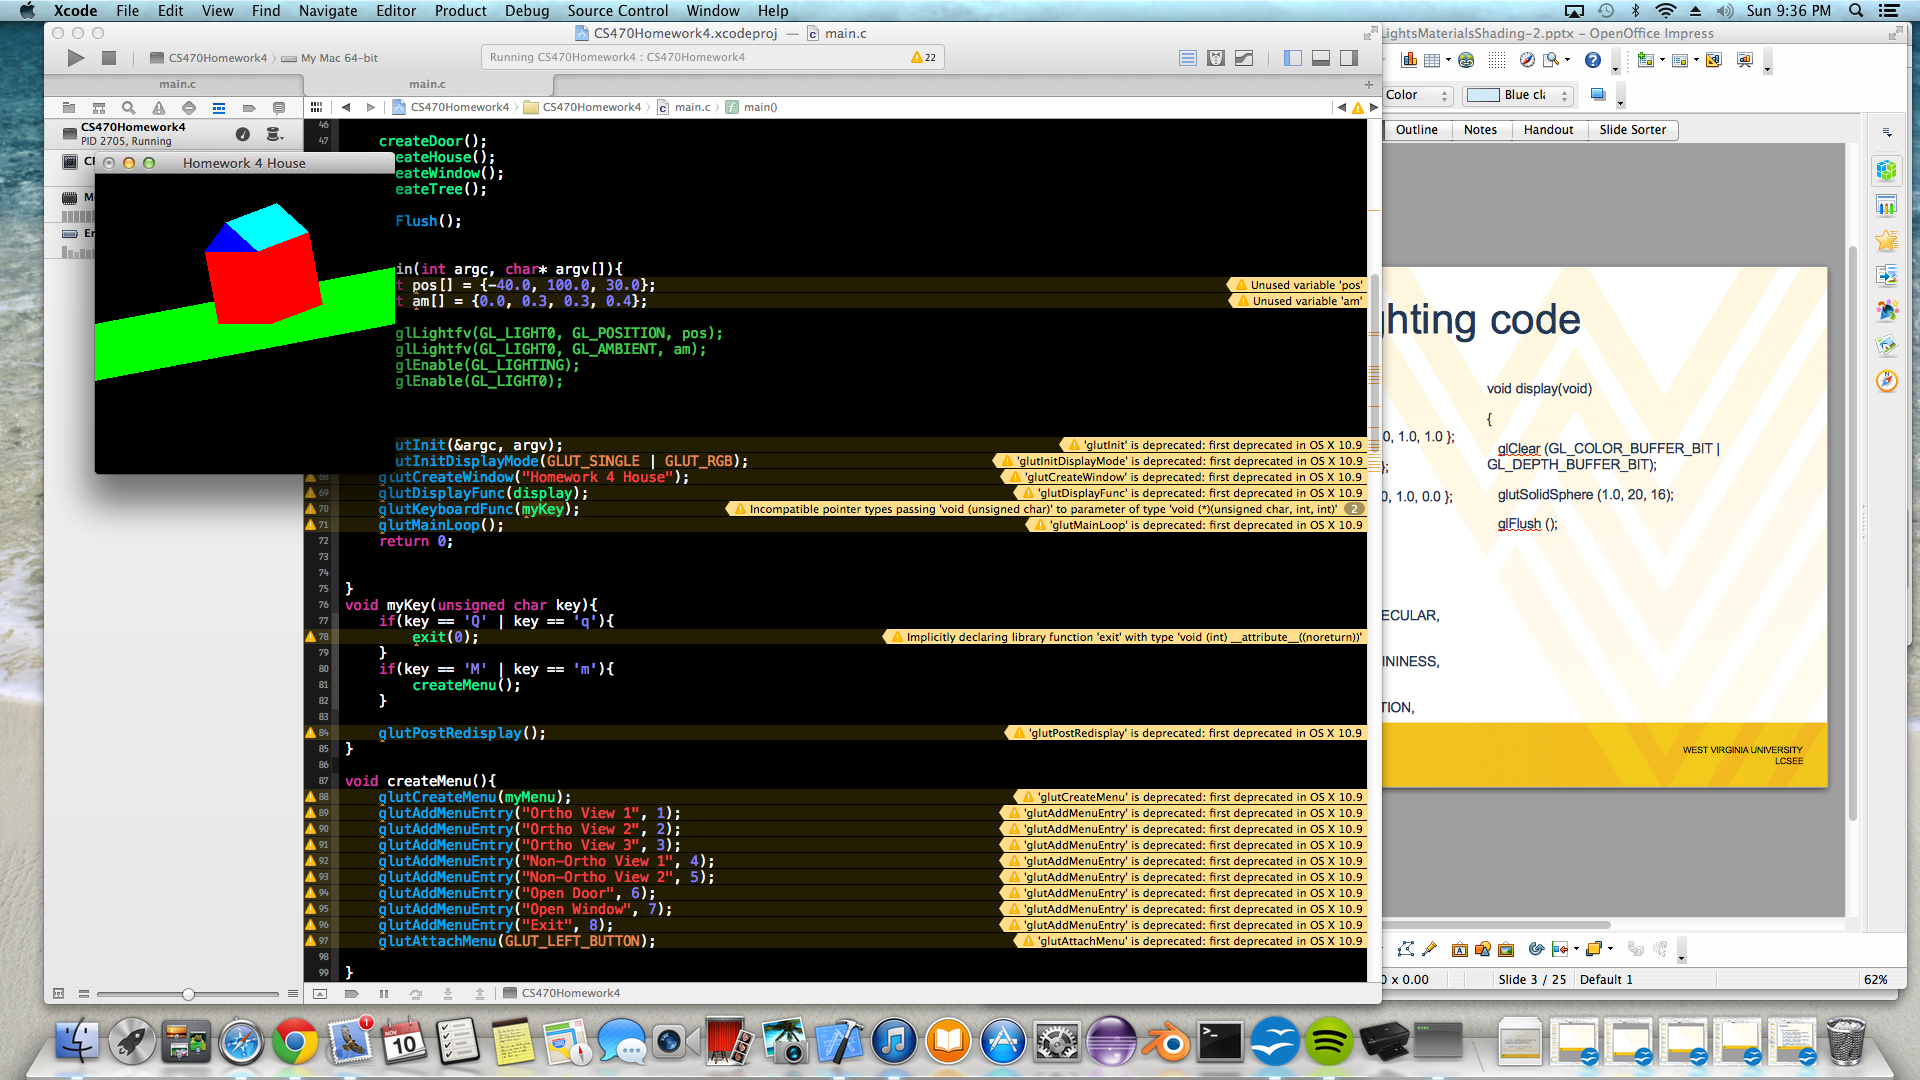 Xcode File Edit View Find Navigate Editor Product Debug Source Control Window Help Sun 9:36 PM
CS470Homework4.xcodeproj — main.c
LightsMaterialsShading-2.pptx - OpenOffice Impress
CS470Homework4 My Mac 64-bit
Running CS470Homework4 : CS470Homework4 22
main.c main.c
CS470Homework4 CS470Homework4 main.c main()
Color Blue cl
Outline Notes Handout Slide Sorter
CS470Homework4
PID 2705, Running
Homework 4 House
46
47 createDoor();
eateHouse();
eateWindow();
eateTree();
Flush();
in(int argc, char* argv[]){
t pos[] = {-40.0, 100.0, 30.0}; Unused variable 'pos'
t am[] = {0.0, 0.3, 0.3, 0.4}; Unused variable 'am'
glLightfv(GL_LIGHT0, GL_POSITION, pos);
glLightfv(GL_LIGHT0, GL_AMBIENT, am);
glEnable(GL_LIGHTING);
glEnable(GL_LIGHT0);
utInit(&argc, argv); 'glutInit' is deprecated: first deprecated in OS X 10.9
utInitDisplayMode(GLUT_SINGLE | GLUT_RGB); 'glutInitDisplayMode' is deprecated: first deprecated in OS X 10.9
68 glutCreateWindow("Homework 4 House"); 'glutCreateWindow' is deprecated: first deprecated in OS X 10.9
69 glutDisplayFunc(display); 'glutDisplayFunc' is deprecated: first deprecated in OS X 10.9
70 glutKeyboardFunc(myKey); Incompatible pointer types passing 'void (unsigned char)' to parameter of type 'void (*)(unsigned char, int, int)' 2
71 glutMainLoop(); 'glutMainLoop' is deprecated: first deprecated in OS X 10.9
72 return 0;
73
74
75 }
76 void myKey(unsigned char key){
77 if(key == 'Q' | key == 'q'){
78 exit(0); Implicitly declaring library function 'exit' with type 'void (int) __attribute__((noreturn))'
79 }
80 if(key == 'M' | key == 'm'){
81 createMenu();
82 }
83
84 glutPostRedisplay(); 'glutPostRedisplay' is deprecated: first deprecated in OS X 10.9
85 }
86
87 void createMenu(){
88 glutCreateMenu(myMenu); 'glutCreateMenu' is deprecated: first deprecated in OS X 10.9
89 glutAddMenuEntry("Ortho View 1", 1); 'glutAddMenuEntry' is deprecated: first deprecated in OS X 10.9
90 glutAddMenuEntry("Ortho View 2", 2); 'glutAddMenuEntry' is deprecated: first deprecated in OS X 10.9
91 glutAddMenuEntry("Ortho View 3", 3); 'glutAddMenuEntry' is deprecated: first deprecated in OS X 10.9
92 glutAddMenuEntry("Non-Ortho View 1", 4); 'glutAddMenuEntry' is deprecated: first deprecated in OS X 10.9
93 glutAddMenuEntry("Non-Ortho View 2", 5); 'glutAddMenuEntry' is deprecated: first deprecated in OS X 10.9
94 glutAddMenuEntry("Open Door", 6); 'glutAddMenuEntry' is deprecated: first deprecated in OS X 10.9
95 glutAddMenuEntry("Open Window", 7); 'glutAddMenuEntry' is deprecated: first deprecated in OS X 10.9
96 glutAddMenuEntry("Exit", 8); 'glutAddMenuEntry' is deprecated: first deprecated in OS X 10.9
97 glutAttachMenu(GLUT_LEFT_BUTTON); 'glutAttachMenu' is deprecated: first deprecated in OS X 10.9
98
99 }
CS470Homework4
hting code
void display(void)
{
0, 1.0, 1.0 };
glClear (GL_COLOR_BUFFER_BIT |
GL_DEPTH_BUFFER_BIT);
};
0, 1.0, 0.0 };
glutSolidSphere (1.0, 20, 16);
glFlush ();
ECULAR,
ININESS,
TION,
WEST VIRGINIA UNIVERSITY
LCSEE
0 x 0.00 Slide 3 / 25 Default 1 62%
1
NOV
10